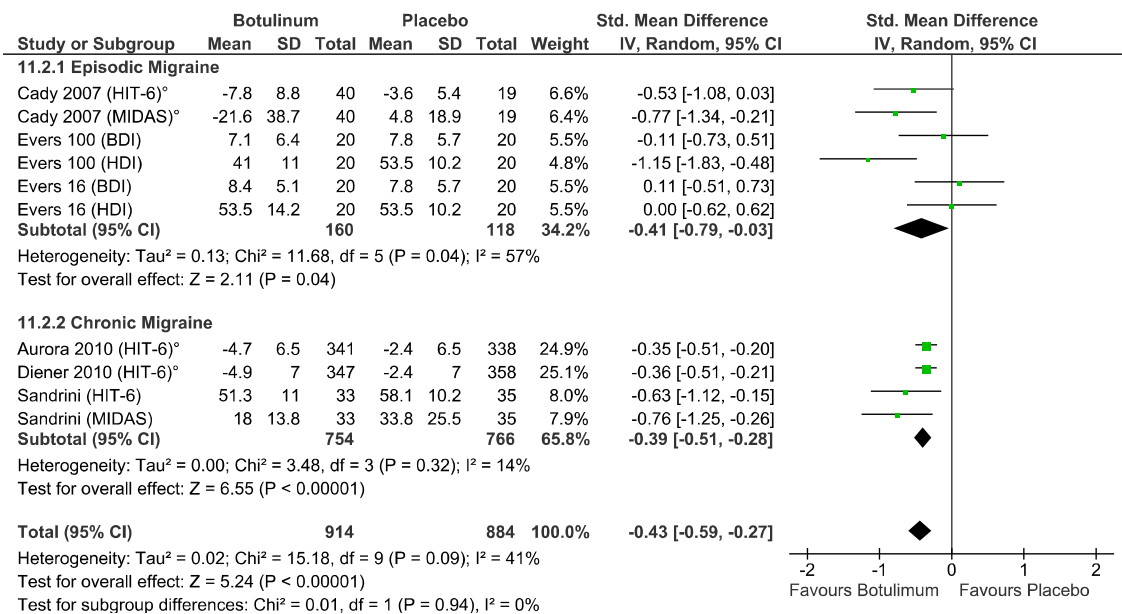 Botulinum Placebo Std. Mean Difference Std. Mean Difference
Study or Subgroup Mean SD Total Mean SD Total Weight IV, Random, 95% CI IV, Random, 95% CI
11.2.1 Episodic Migraine
Cady 2007 (HIT-6)° -7.8 8.8 40 -3.6 5.4 19 6.6% -0.53 [-1.08, 0.03]
Cady 2007 (MIDAS)° -21.6 38.7 40 4.8 18.9 19 6.4% -0.77 [-1.34, -0.21]
Evers 100 (BDI) 7.1 6.4 20 7.8 5.7 20 5.5% -0.11 [-0.73, 0.51]
Evers 100 (HDI) 41 11 20 53.5 10.2 20 4.8% -1.15 [-1.83, -0.48]
Evers 16 (BDI) 8.4 5.1 20 7.8 5.7 20 5.5% 0.11 [-0.51, 0.73]
Evers 16 (HDI) 53.5 14.2 20 53.5 10.2 20 5.5% 0.00 [-0.62, 0.62]
Subtotal (95% CI) 160 118 34.2% -0.41 [-0.79, -0.03]
Heterogeneity: Tau² = 0.13; Chi² = 11.68, df = 5 (P = 0.04); I² = 57%
Test for overall effect: Z = 2.11 (P = 0.04)
11.2.2 Chronic Migraine
Aurora 2010 (HIT-6)° -4.7 6.5 341 -2.4 6.5 338 24.9% -0.35 [-0.51, -0.20]
Diener 2010 (HIT-6)° -4.9 7 347 -2.4 7 358 25.1% -0.36 [-0.51, -0.21]
Sandrini (HIT-6) 51.3 11 33 58.1 10.2 35 8.0% -0.63 [-1.12, -0.15]
Sandrini (MIDAS) 18 13.8 33 33.8 25.5 35 7.9% -0.76 [-1.25, -0.26]
Subtotal (95% CI) 754 766 65.8% -0.39 [-0.51, -0.28]
Heterogeneity: Tau² = 0.00; Chi² = 3.48, df = 3 (P = 0.32); I² = 14%
Test for overall effect: Z = 6.55 (P < 0.00001)
Total (95% CI) 914 884 100.0% -0.43 [-0.59, -0.27]
Heterogeneity: Tau² = 0.02; Chi² = 15.18, df = 9 (P = 0.09); I² = 41%
Test for overall effect: Z = 5.24 (P < 0.00001)
Test for subgroup differences: Chi² = 0.01, df = 1 (P = 0.94), I² = 0%
-2 -1 0 1 2
Favours Botulimum Favours Placebo